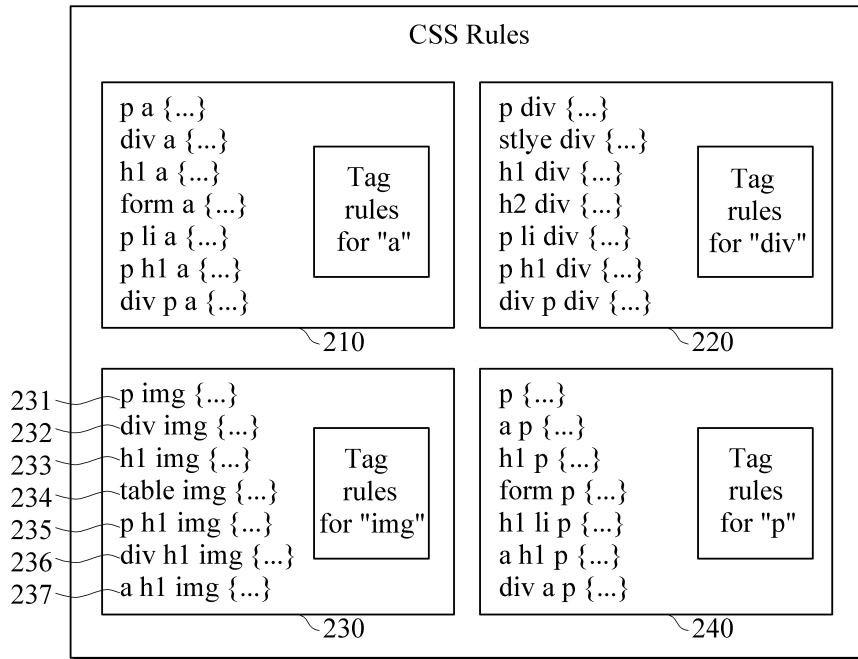 CSS Rules
p a {...}
div a {...}
h1 a {...}
form a {...}
p li a {...}
p h1 a {...}
div p a {...}
Tag
rules
for "a"
210
p div {...}
stlye div {...}
h1 div {...}
h2 div {...}
p li div {...}
p h1 div {...}
div p div {...}
Tag
rules
for "div"
220
231 p img {...}
232 div img {...}
233 h1 img {...}
234 table img {...}
235 p h1 img {...}
236 div h1 img {...}
237 a h1 img {...}
Tag
rules
for "img"
230
p {...}
a p {...}
h1 p {...}
form p {...}
h1 li p {...}
a h1 p {...}
div a p {...}
Tag
rules
for "p"
240